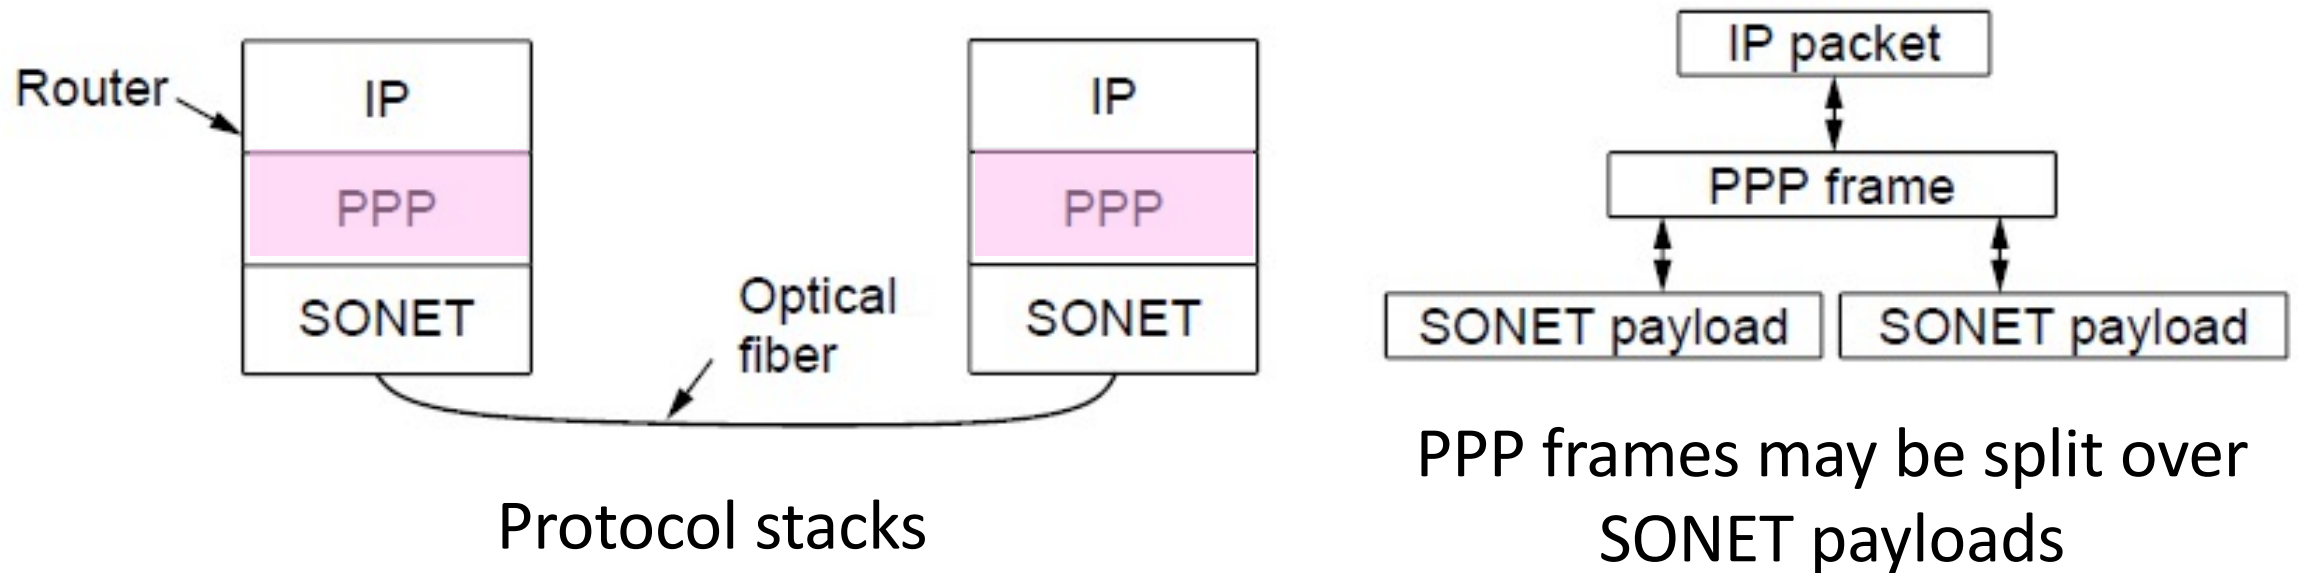 Router
IP
PPP
SONET
Optical
fiber
IP
PPP
SONET
Protocol stacks
IP packet
PPP frame
SONET payload
SONET payload
PPP frames may be split over
SONET payloads